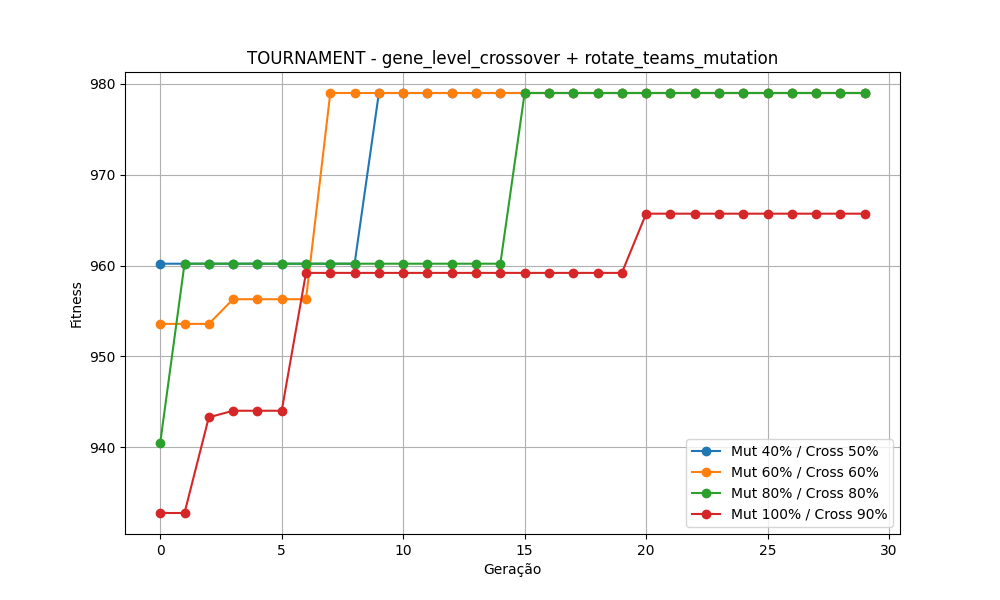 TOURNAMENT - gene_level_crossover + rotate_teams_mutation
980
970
960
950
940
Fitness
0
5
10
15
20
25
30
Geração
Mut 40% / Cross 50%
Mut 60% / Cross 60%
Mut 80% / Cross 80%
Mut 100% / Cross 90%